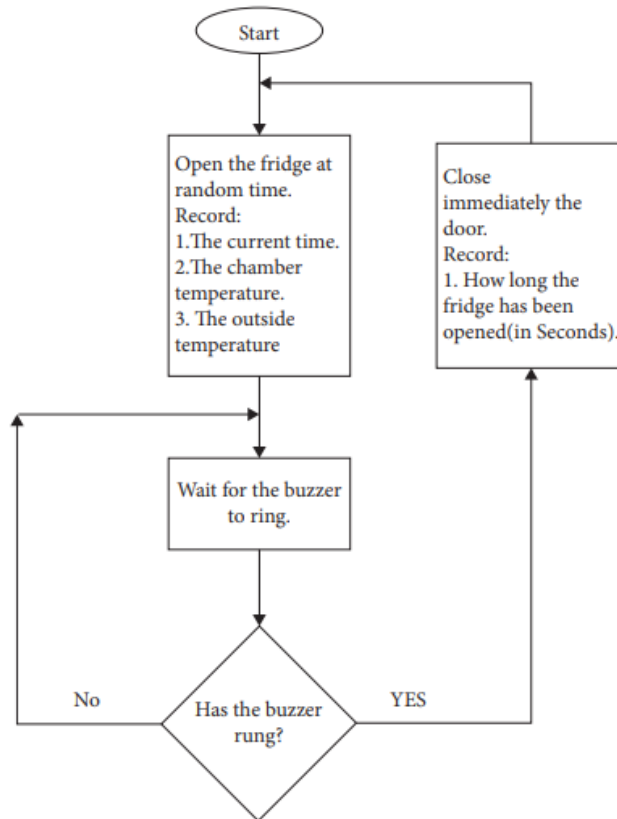 Start
Open the fridge at
random time.
Record:
1.The current time.
2.The chamber
temperature.
3. The outside
temperature
Close
immediately the
door.
Record:
1. How long the
fridge has been
opened(in Seconds).
Wait for the buzzer
to ring.
No
Has the buzzer
rung?
YES